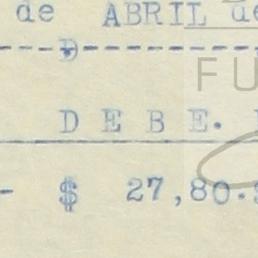 de ABRIL de
D
FU
D E B E.
- $ 27,80.